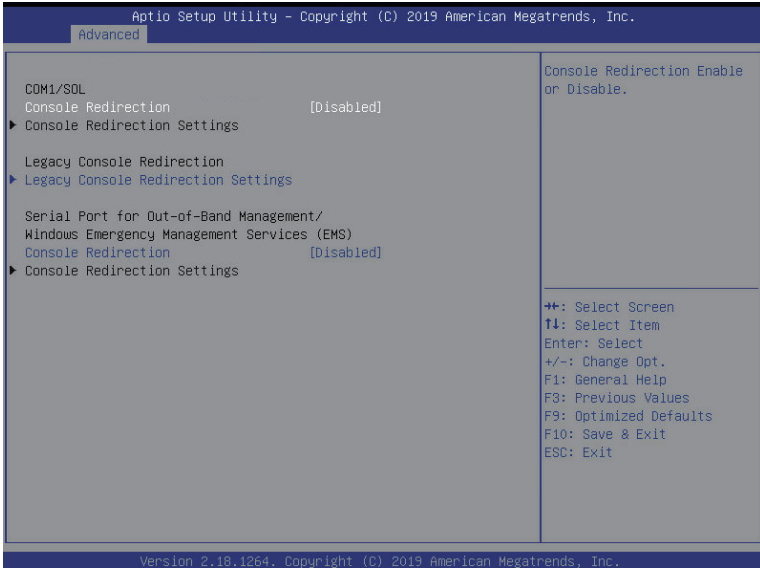 Aptio Setup Utility – Copyright (C) 2019 American Megatrends, Inc.
Advanced
COM1/SOL
Console Redirection [Disabled]
▶ Console Redirection Settings
Legacy Console Redirection
▶ Legacy Console Redirection Settings
Serial Port for Out-of-Band Management/
Windows Emergency Management Services (EMS)
Console Redirection [Disabled]
▶ Console Redirection Settings
Console Redirection Enable
or Disable.
→←: Select Screen
↑↓: Select Item
Enter: Select
+/-: Change Opt.
F1: General Help
F3: Previous Values
F9: Optimized Defaults
F10: Save & Exit
ESC: Exit
Version 2.18.1264. Copyright (C) 2019 American Megatrends, Inc.